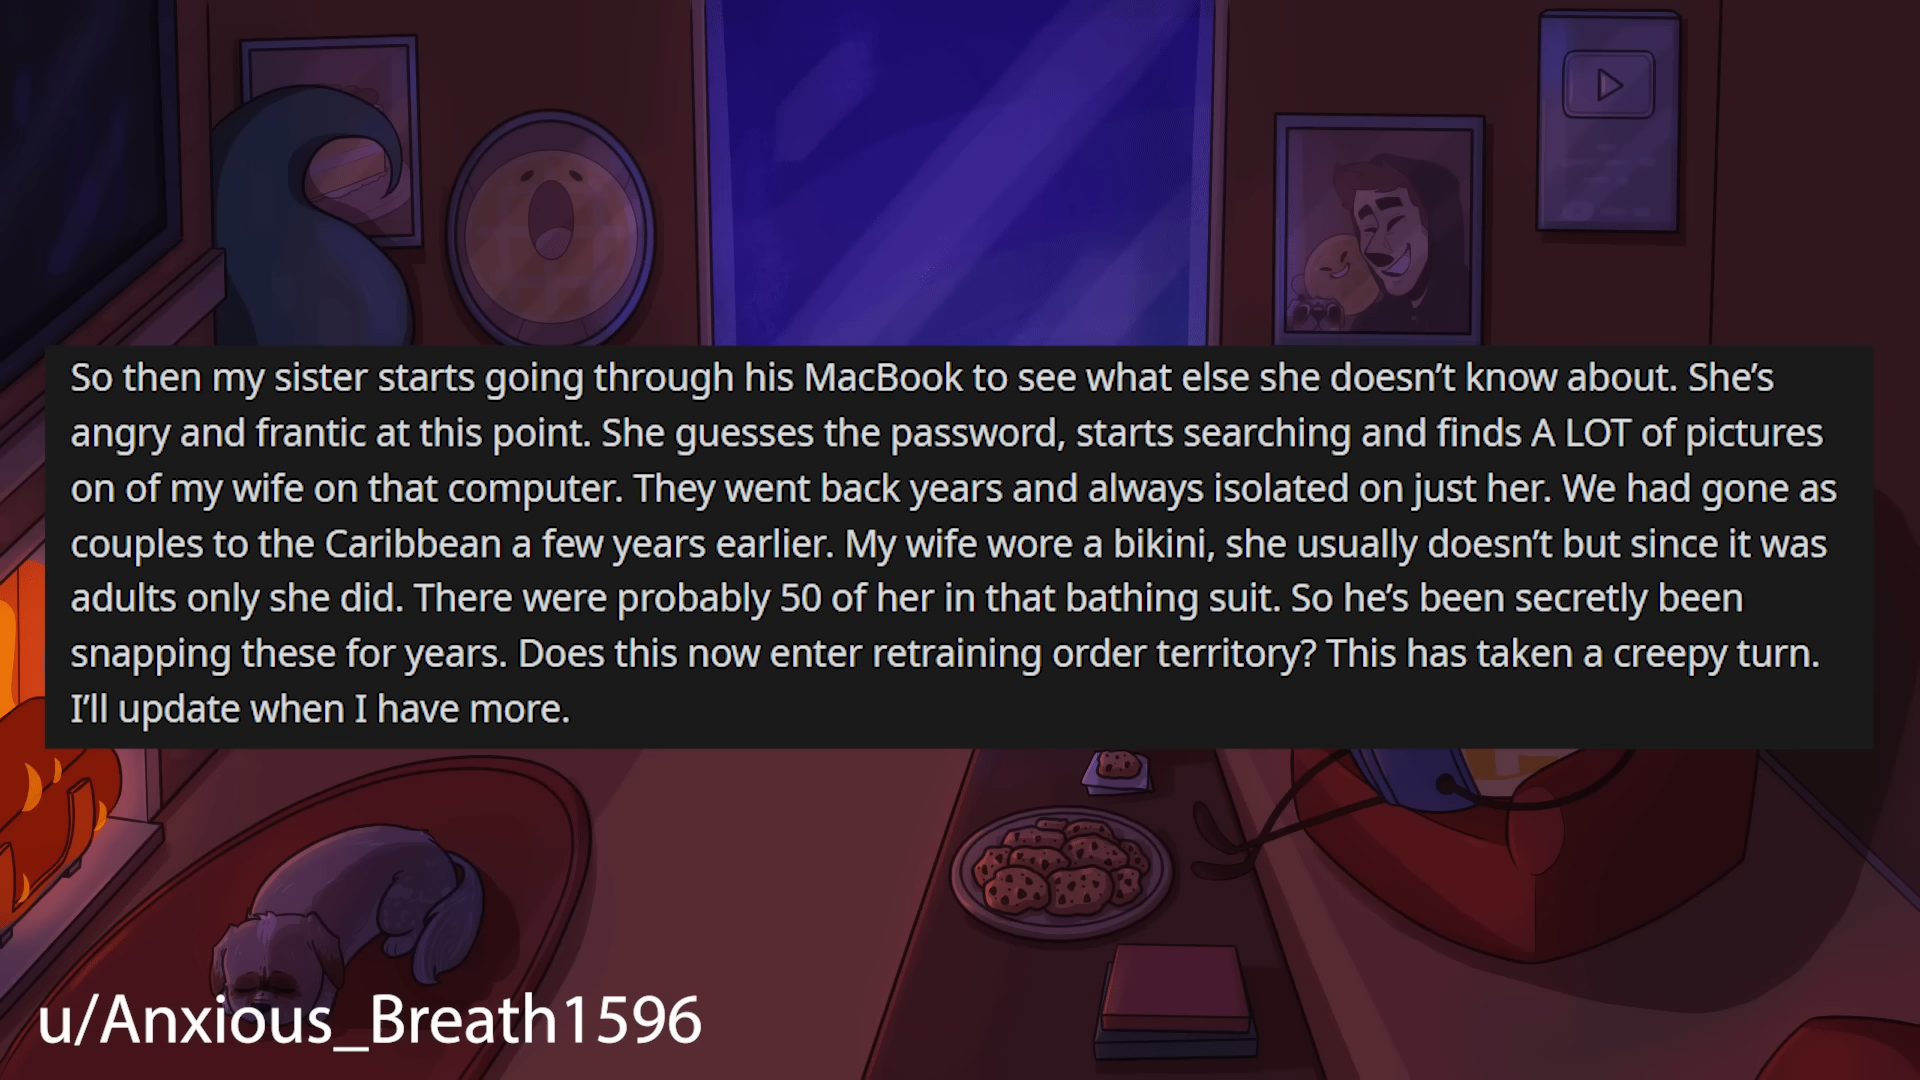 So then my sister starts going through his MacBook to see what else she doesn’t know about. She’s
angry and frantic at this point. She guesses the password, starts searching and finds A LOT of pictures
on of my wife on that computer. They went back years and always isolated on just her. We had gone as
couples to the Caribbean a few years earlier. My wife wore a bikini, she usually doesn’t but since it was
adults only she did. There were probably 50 of her in that bathing suit. So he’s been secretly been
snapping these for years. Does this now enter retraining order territory? This has taken a creepy turn.
I’ll update when I have more.
u/Anxious_Breath1596